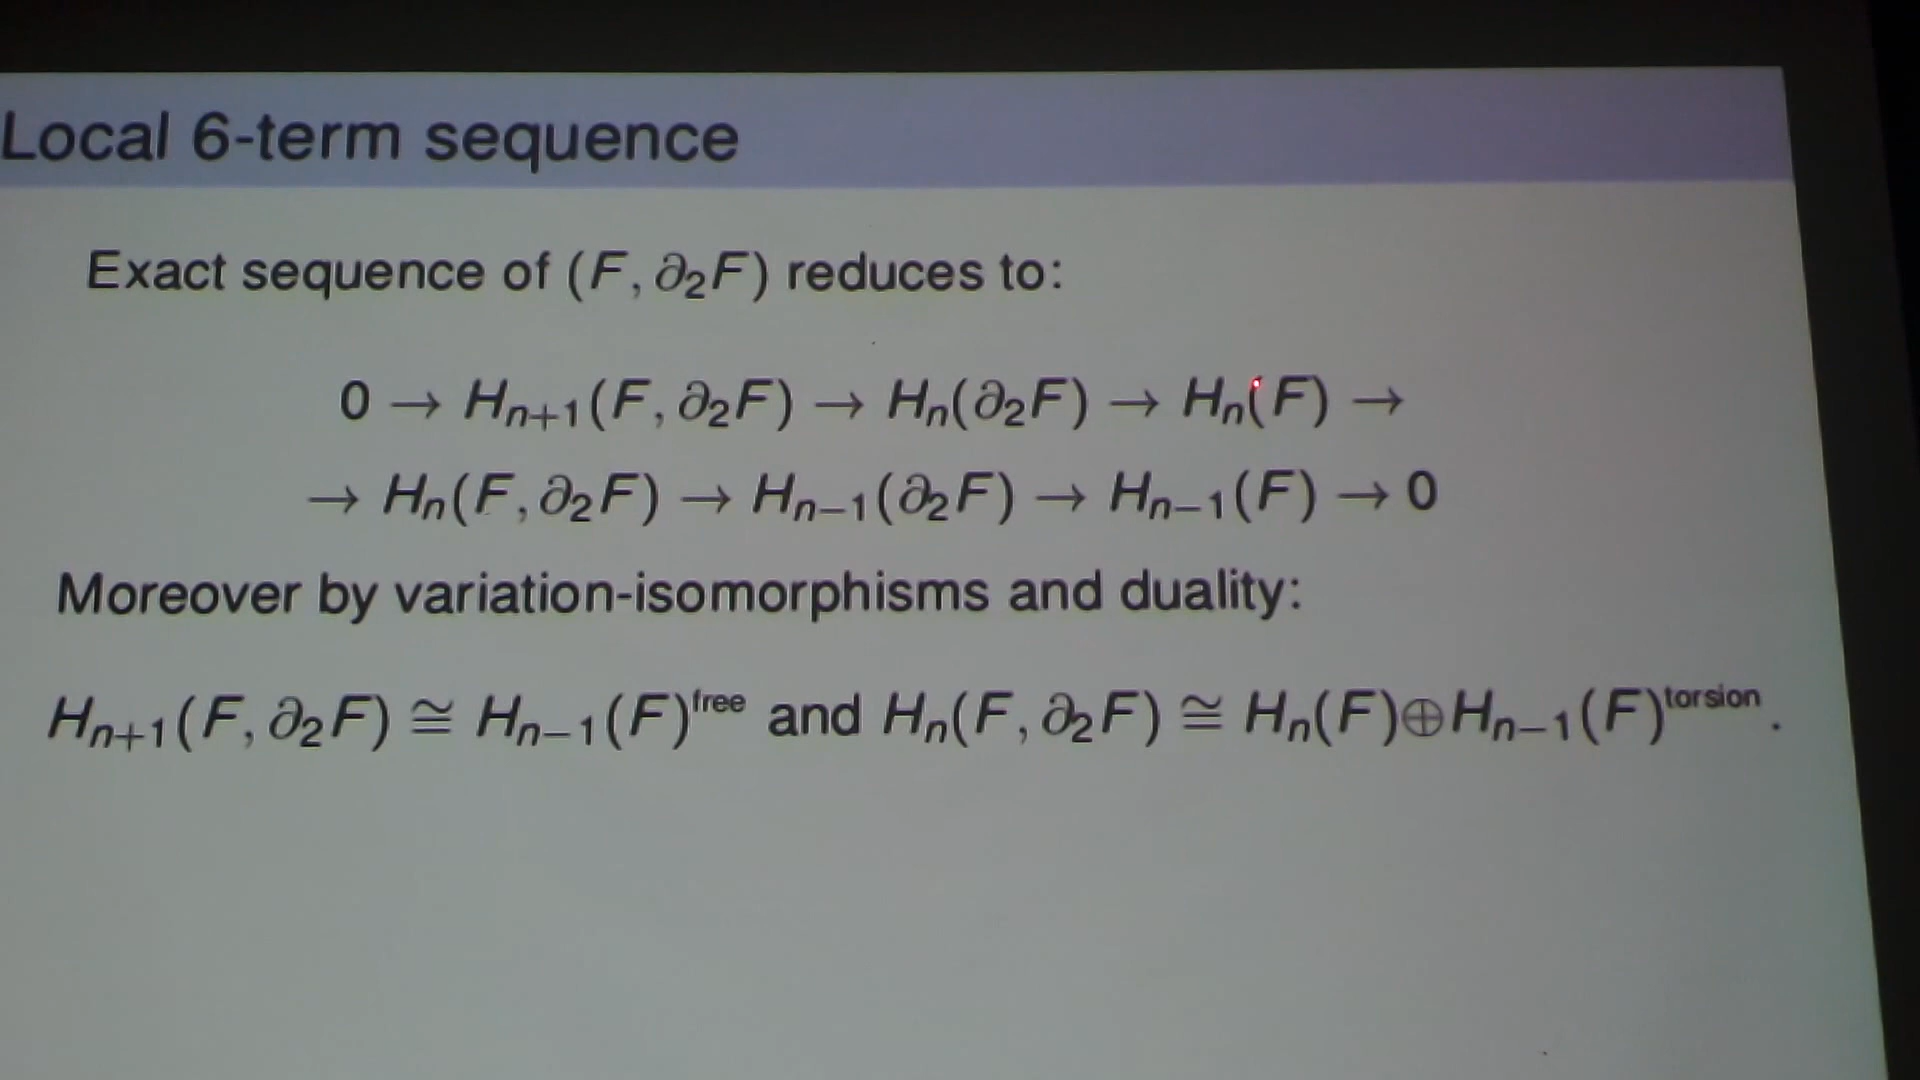 Local 6-term sequence
Exact sequence of (F, ∂₂F) reduces to:
0 → Hₙ₊₁(F, ∂₂F) → Hₙ(∂₂F) → Hₙ(F) →
→ Hₙ(F, ∂₂F) → Hₙ₋₁(∂₂F) → Hₙ₋₁(F) → 0
Moreover by variation-isomorphisms and duality:
Hₙ₊₁(F, ∂₂F) ≅ Hₙ₋₁(F)^free and Hₙ(F, ∂₂F) ≅ Hₙ(F)⊕Hₙ₋₁(F)^torsion.